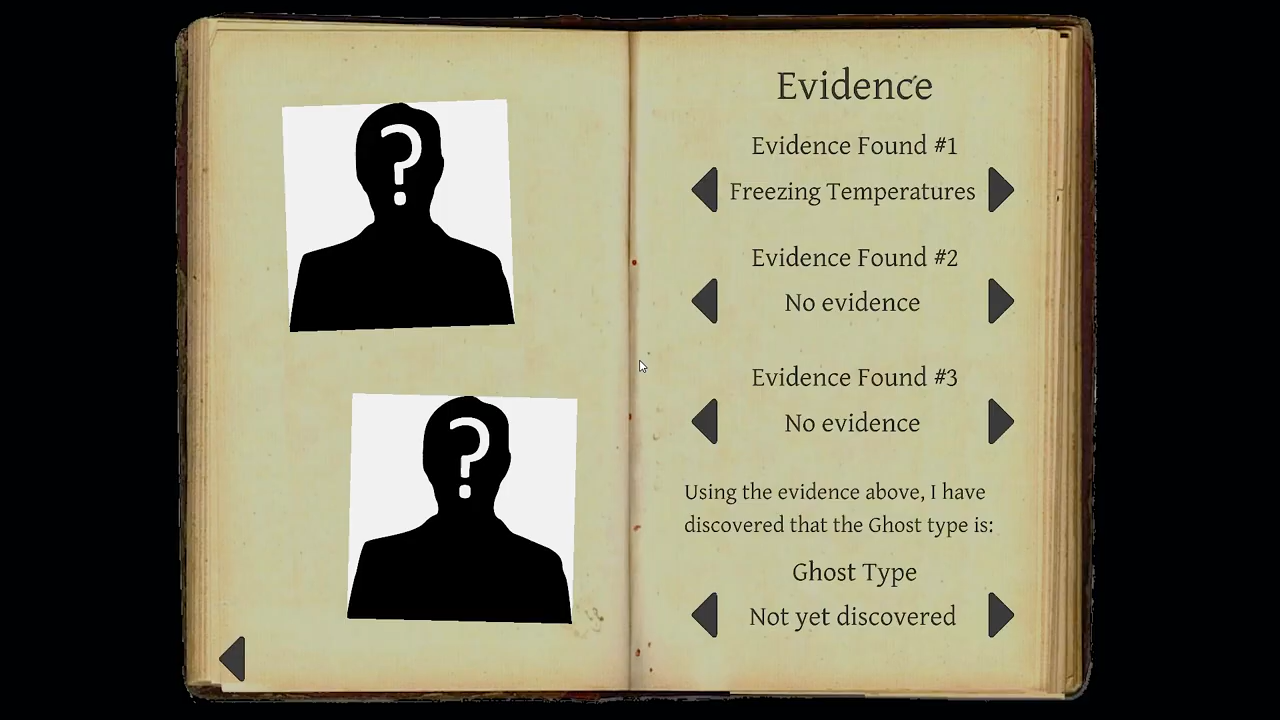 Evidence
Evidence Found #1
Freezing Temperatures
Evidence Found #2
No evidence
Evidence Found #3
No evidence
Using the evidence above, I have
discovered that the Ghost type is:
Ghost Type
Not yet discovered
?
?